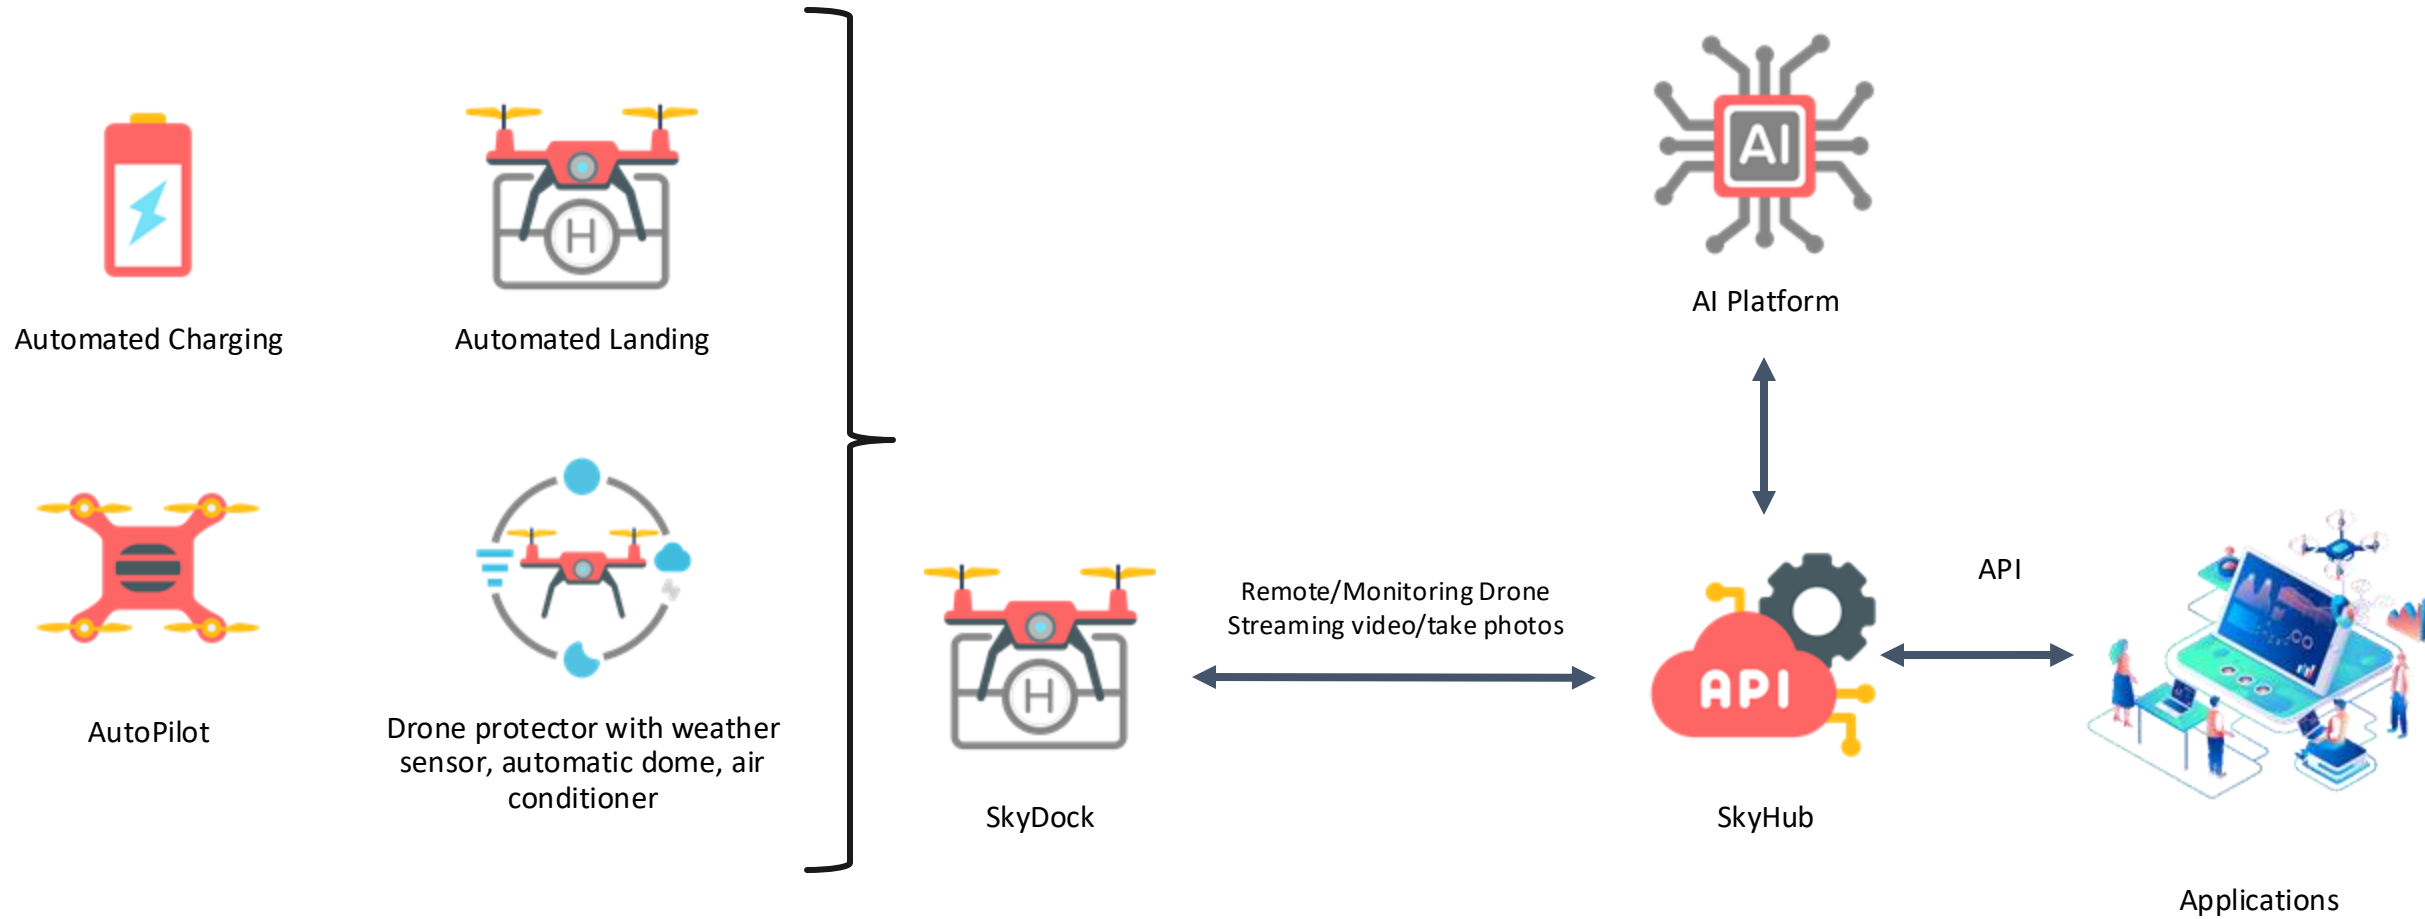 Automated Charging
H
Automated Landing
AutoPilot
Drone protector with weather
sensor, automatic dome, air
conditioner
H
SkyDock
Remote/Monitoring Drone
Streaming video/take photos
AI
AI Platform
API
SkyHub
API
.CO
Applications